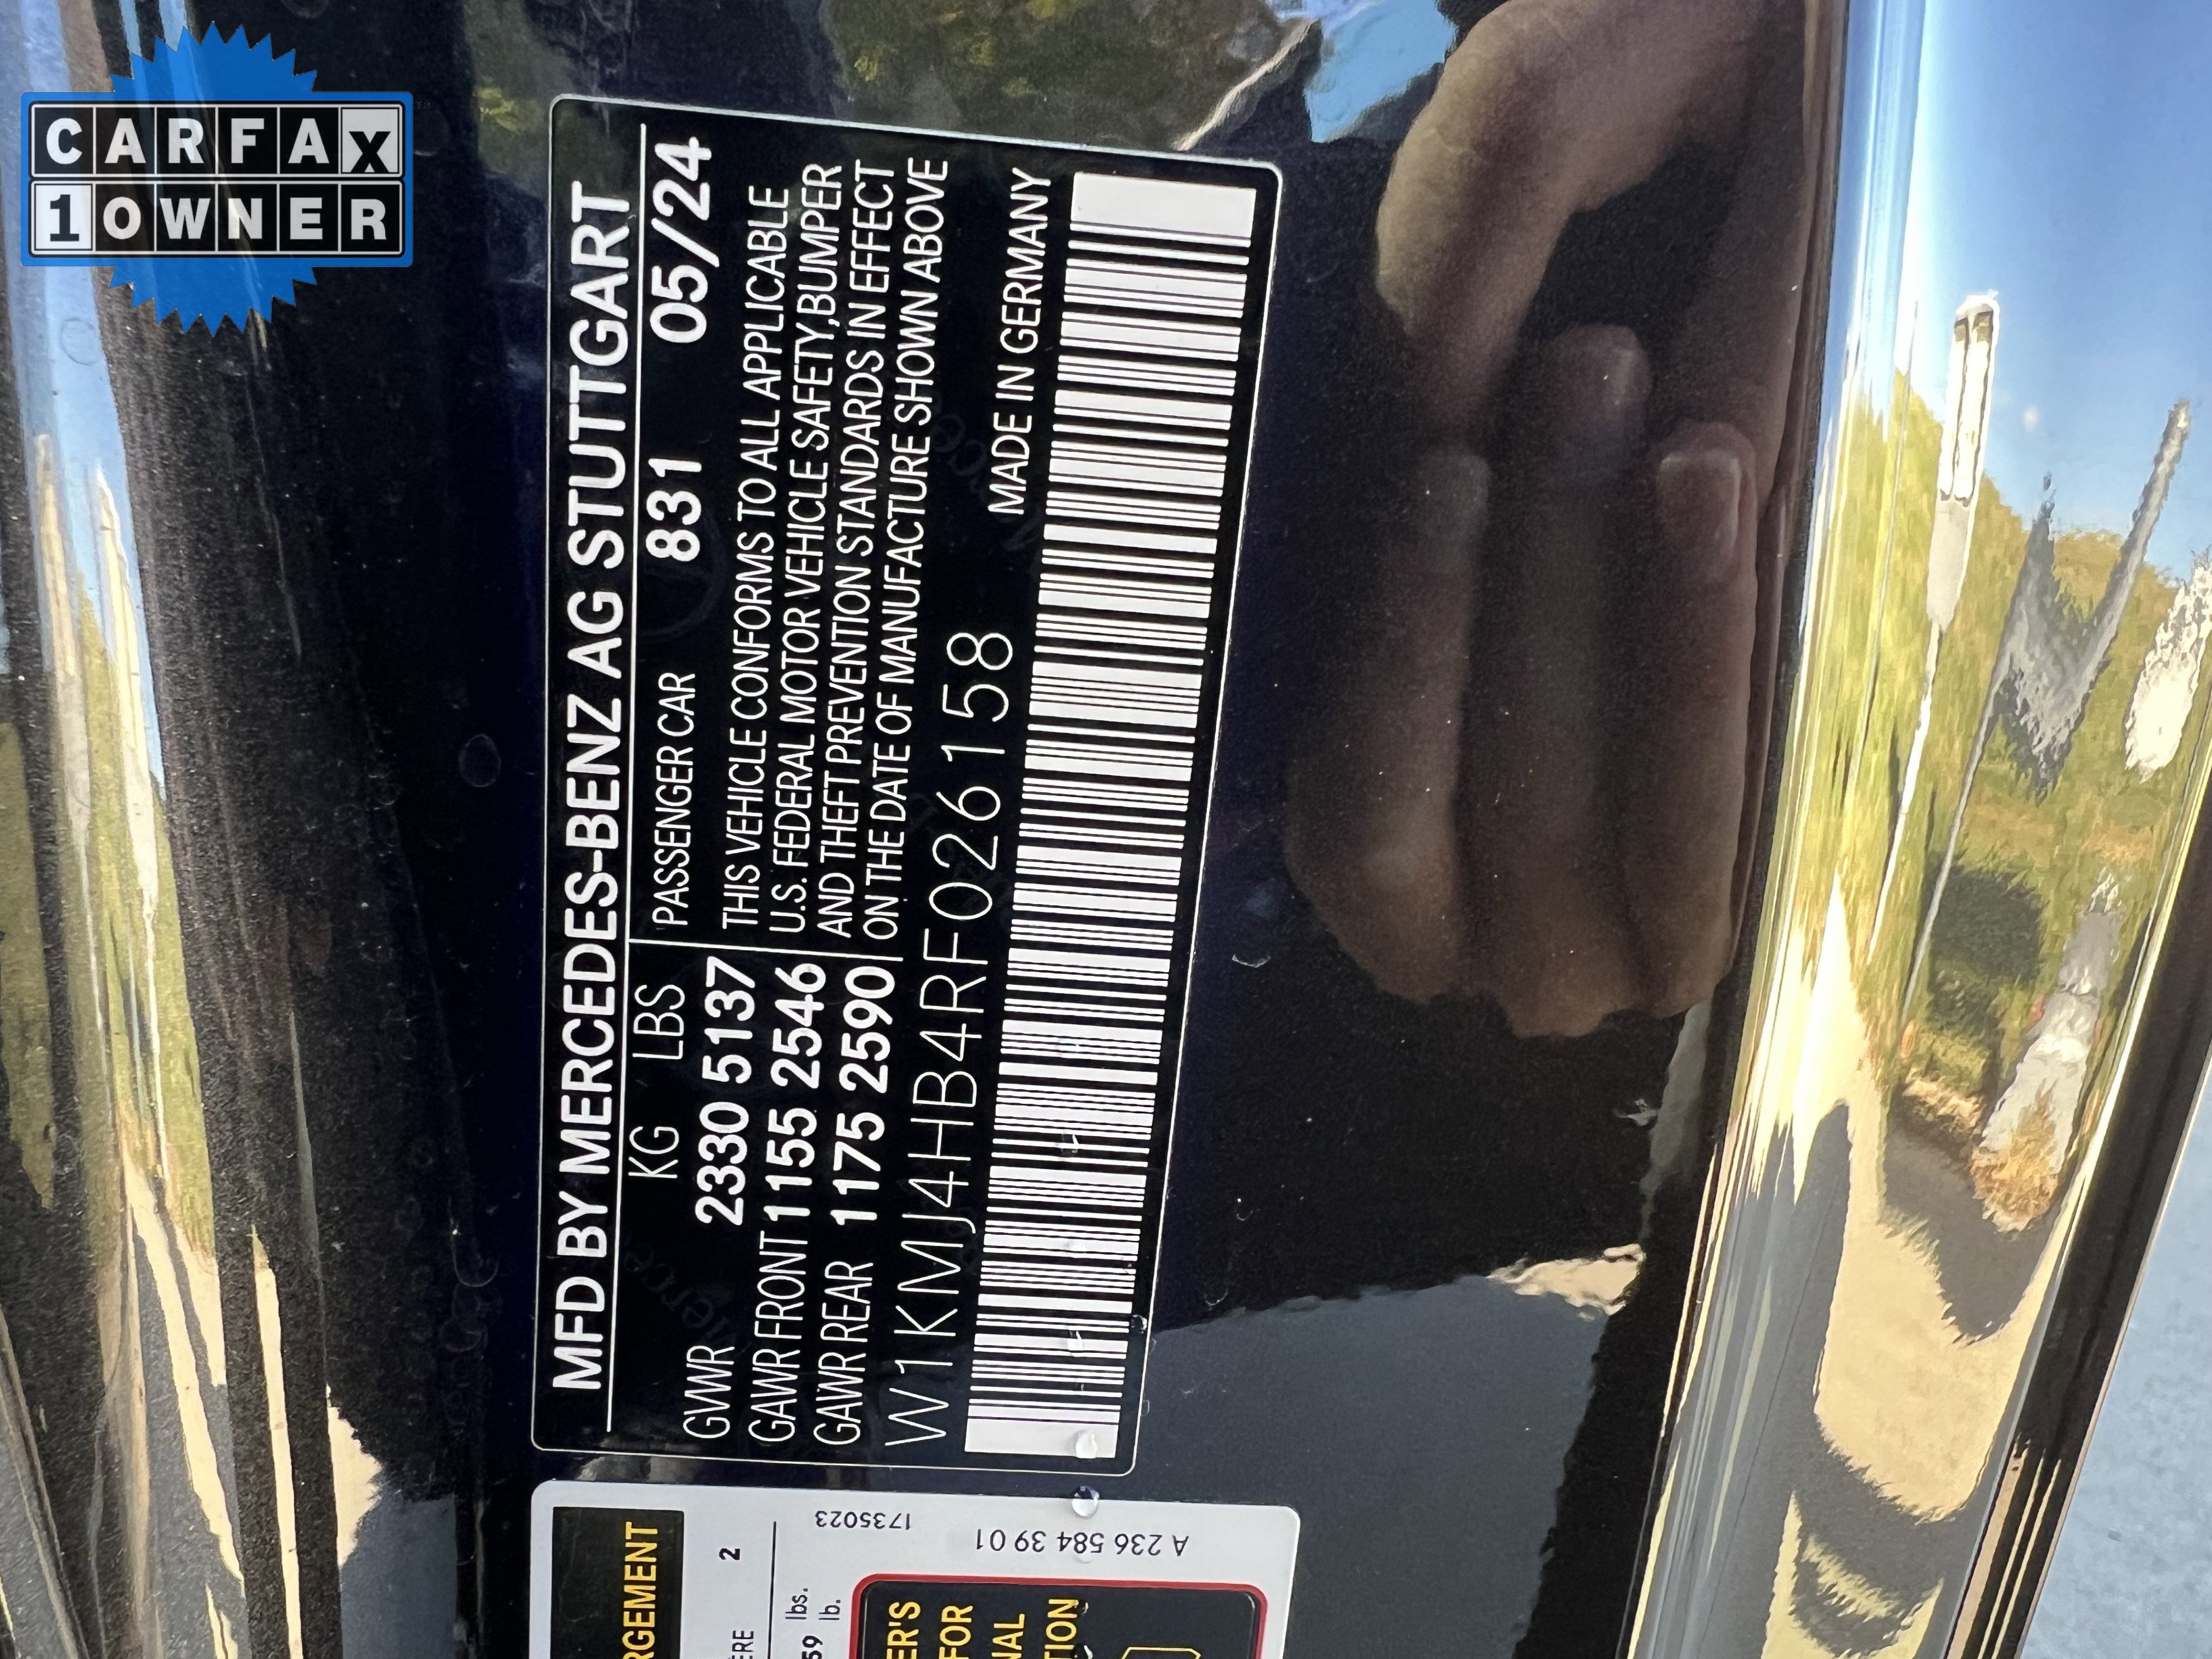 CARFAX
1OWNER
MFD BY MERCEDES-BENZ AG STUTTGART
KG LBS
PASSENGER CAR 831 05/24
GVWR 2330 5137
GAWR FRONT 1155 2546
GAWR REAR 1175 2590
THIS VEHICLE CONFORMS TO ALL APPLICABLE
U.S. FEDERAL MOTOR VEHICLE SAFETY,BUMPER
AND THEFT PREVENTION STANDARDS IN EFFECT
ON THE DATE OF MANUFACTURE SHOWN ABOVE
W1KMJ4HB4RF026158
MADE IN GERMANY
2
lbs.
lb.
1735023
A 236 584 39 01